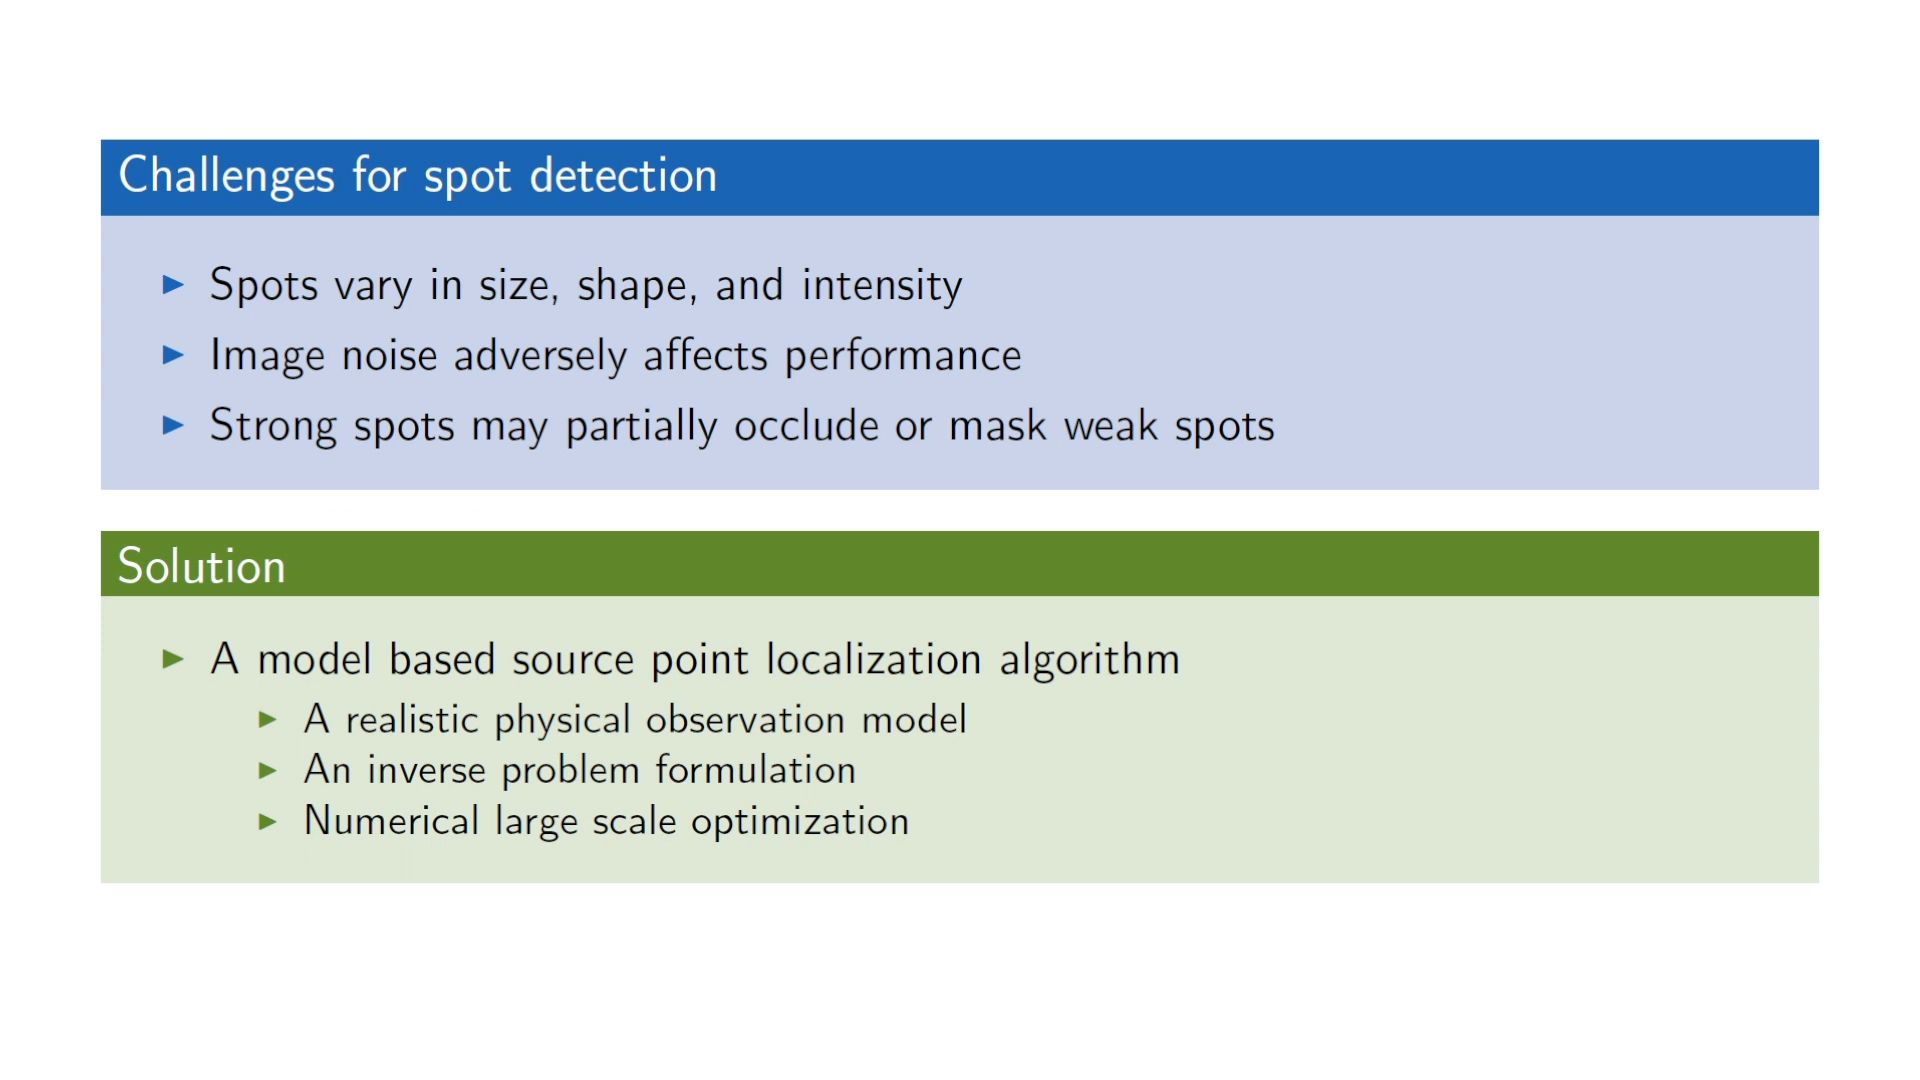 Challenges for spot detection
Spots vary in size, shape, and intensity
Image noise adversely affects performance
Strong spots may partially occlude or mask weak spots
Solution
A model based source point localization algorithm
A realistic physical observation model
An inverse problem formulation
Numerical large scale optimization